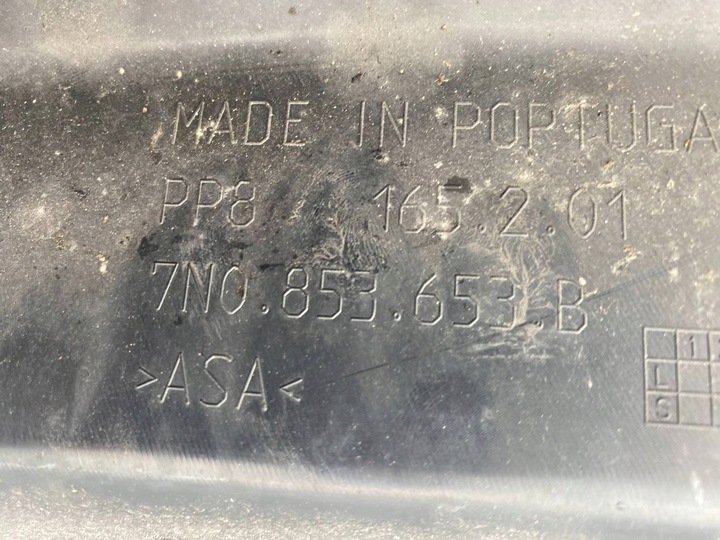 MADE IN PORTUGA
PP8 165.2.01
7N0.853.653.B
>ASA<
1
L
S